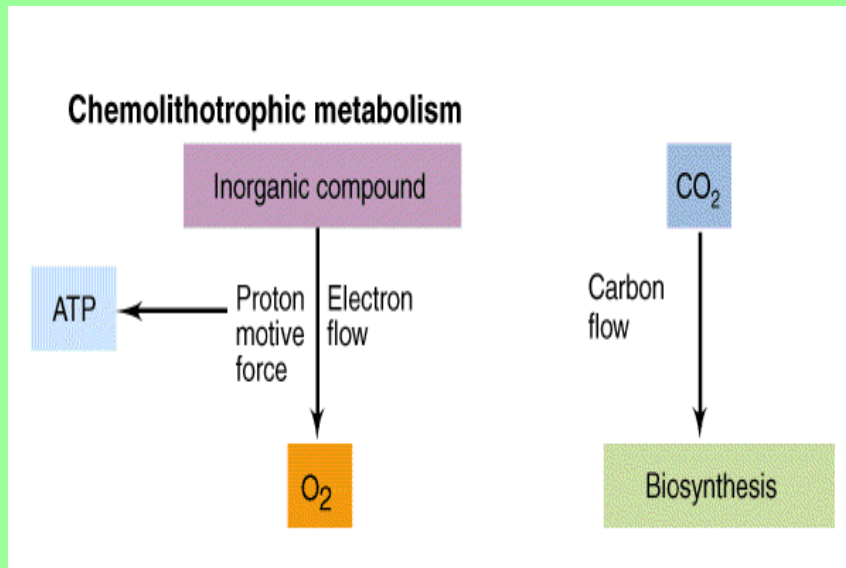 Chemolithotrophic metabolism
Inorganic compound
CO₂
ATP
Proton
motive
force
Electron
flow
Carbon
flow
O₂
Biosynthesis